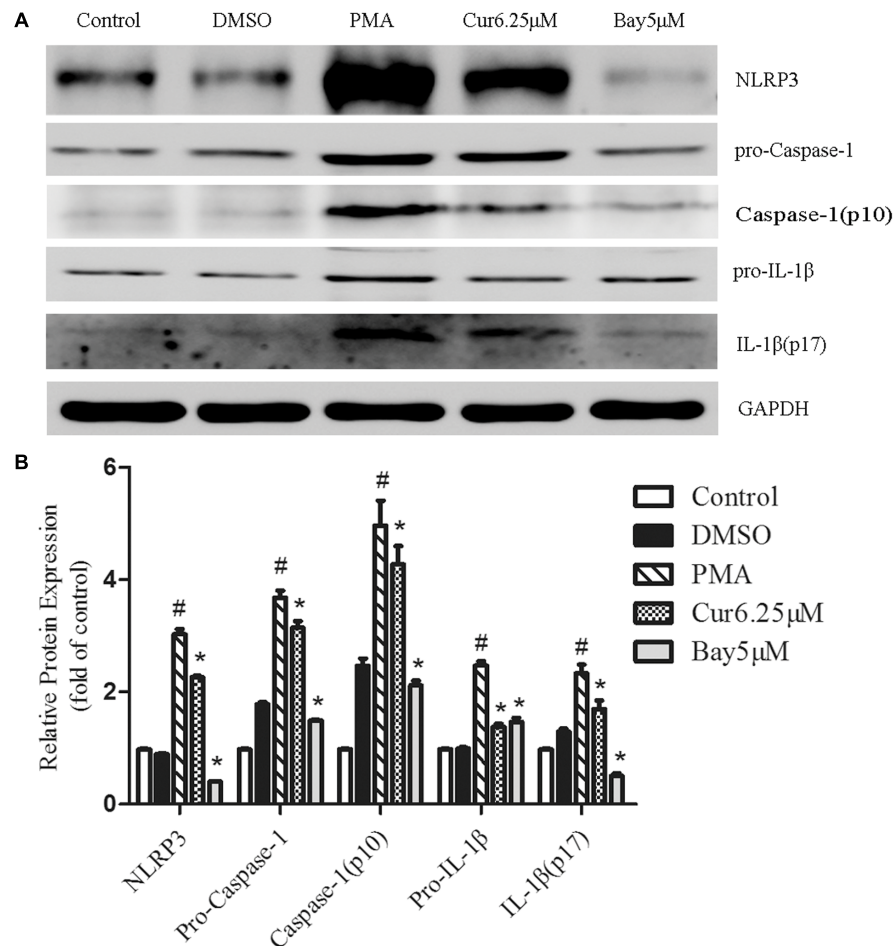 A
Control DMSO PMA Cur6.25μM Bay5μM
NLRP3
pro-Caspase-1
Caspase-1(p10)
pro-IL-1β
IL-1β(p17)
GAPDH
B
Relative Protein Expression
(fold of control)
6
4
2
0
# * *
# * *
# * *
# * *
# * *
Control
DMSO
PMA
Cur6.25μM
Bay5μM
NLRP3
Pro-Caspase-1
Caspase-1(p10)
Pro-IL-1β
IL-1β(p17)